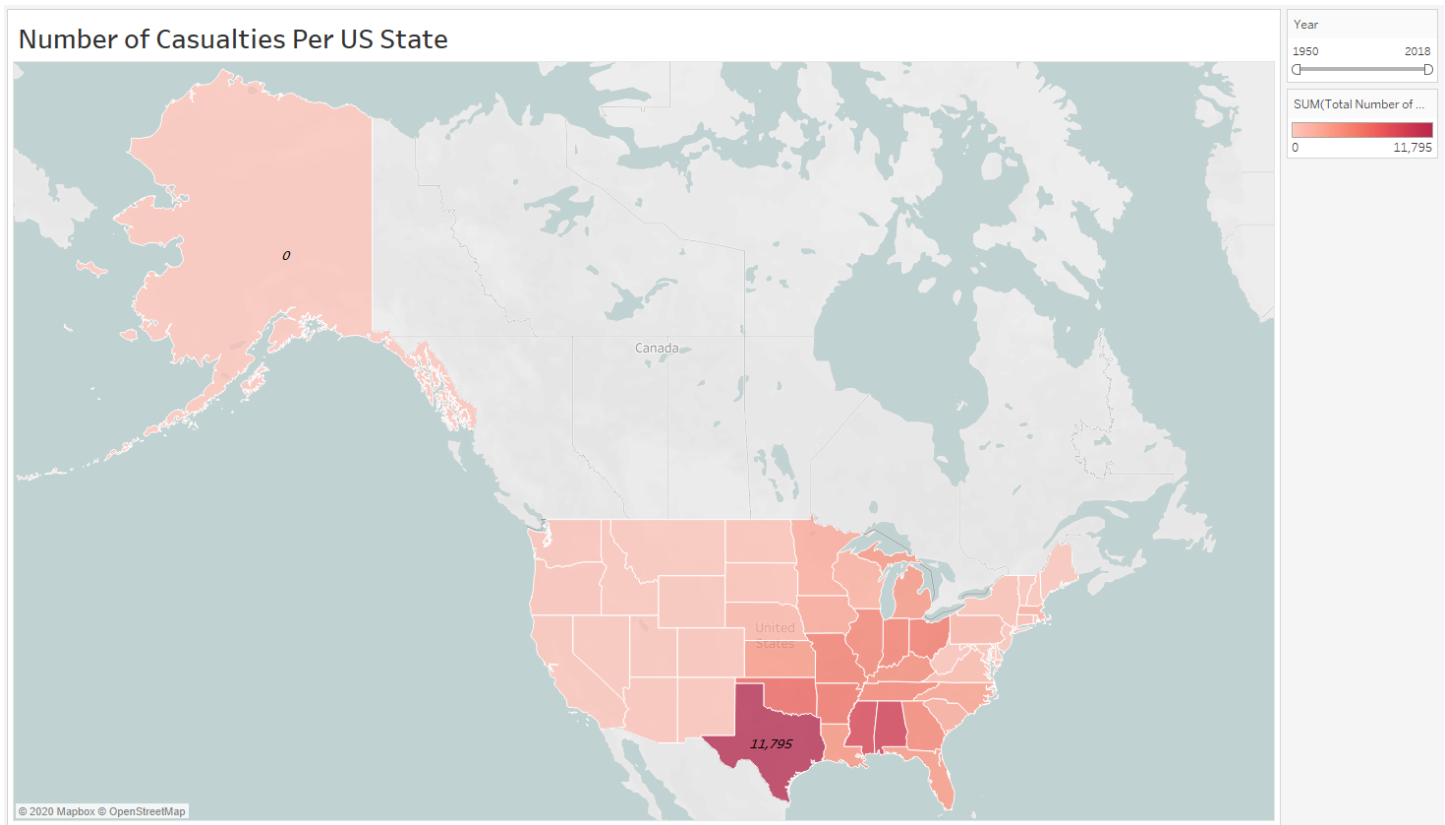 Number of Casualties Per US State
Year
1950 2018
SUM(Total Number of ...
0 11,795
0
Canada
United
States
11,795
© 2020 Mapbox © OpenStreetMap